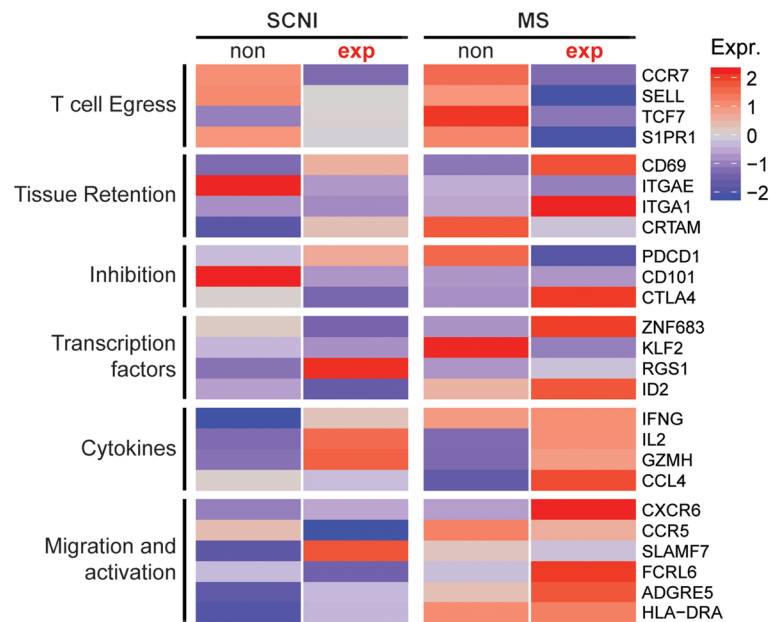 SCNI MS
non exp non exp
Expr.
2
1
0
−1
−2
T cell Egress
CCR7
SELL
TCF7
S1PR1
Tissue Retention
CD69
ITGAE
ITGA1
CRTAM
Inhibition
PDCD1
CD101
CTLA4
Transcription
factors
ZNF683
KLF2
RGS1
ID2
Cytokines
IFNG
IL2
GZMH
CCL4
Migration and
activation
CXCR6
CCR5
SLAMF7
FCRL6
ADGRE5
HLA−DRA